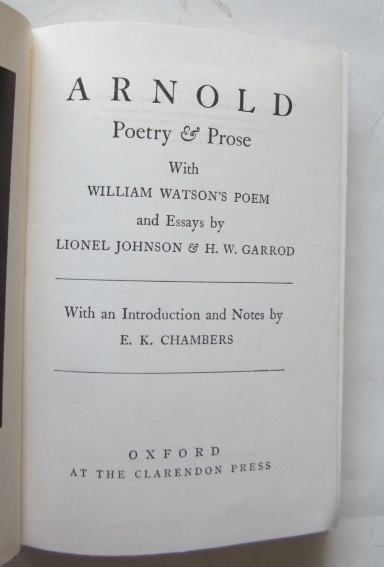 ARNOLD
Poetry & Prose
With
WILLIAM WATSON'S POEM
and Essays by
LIONEL JOHNSON & H. W. GARROD
With an Introduction and Notes by
E. K. CHAMBERS
OXFORD
AT THE CLARENDON PRESS